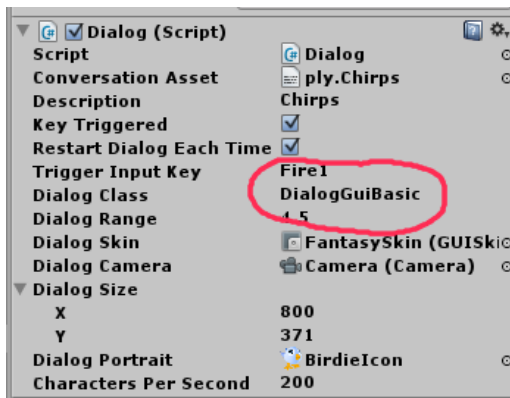 Dialog (Script)
Script Dialog
Conversation Asset ply.Chirps
Description Chirps
Key Triggered
Restart Dialog Each Time
Trigger Input Key Fire1
Dialog Class DialogGuiBasic
Dialog Range 4.5
Dialog Skin FantasySkin (GUISki
Dialog Camera Camera (Camera)
Dialog Size
X 800
Y 371
Dialog Portrait BirdieIcon
Characters Per Second 200